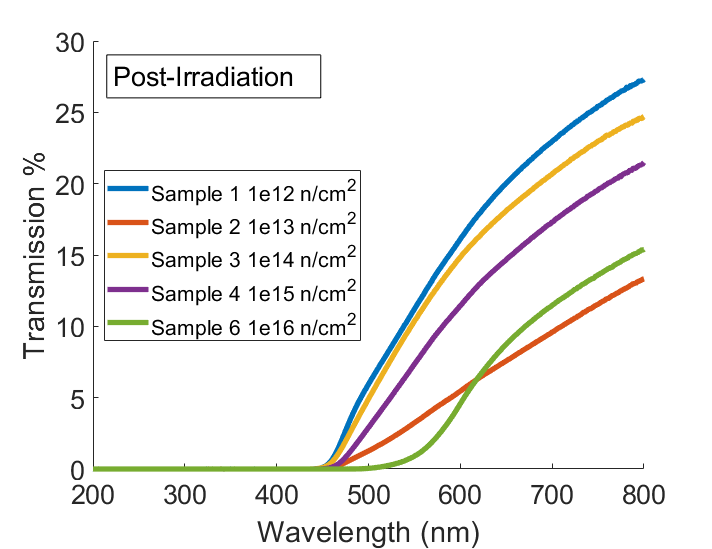 Post-Irradiation
Transmission %
30
25
20
15
10
5
0
Sample 1 1e12 n/cm²
Sample 2 1e13 n/cm²
Sample 3 1e14 n/cm²
Sample 4 1e15 n/cm²
Sample 6 1e16 n/cm²
200 300 400 500 600 700 800
Wavelength (nm)